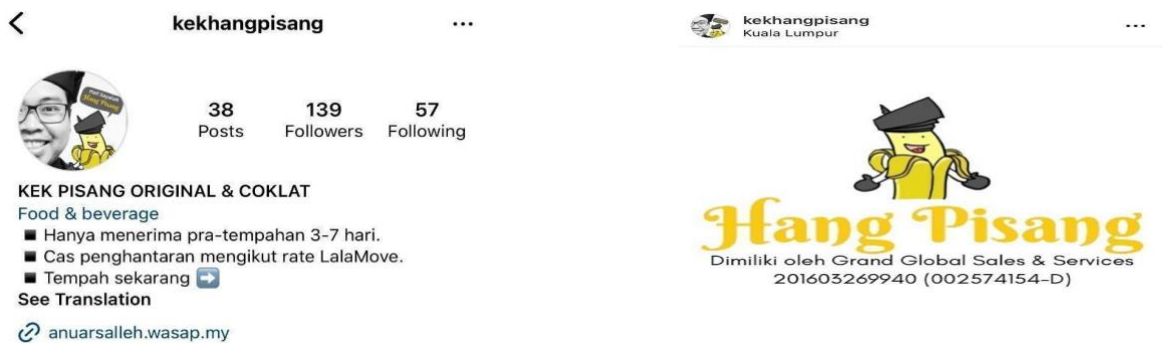 kekhangpisang
38 139 57
Posts Followers Following
KEK PISANG ORIGINAL & COKLAT
Food & beverage
Hanya menerima pra-tempahan 3-7 hari.
Cas penghantaran mengikut rate LalaMove.
Tempah sekarang
See Translation
anuarsalleh.wasap.my
kekhangpisang
Kuala Lumpur
Hang Pisang
Dimiliki oleh Grand Global Sales & Services
201603269940 (002574154-D)